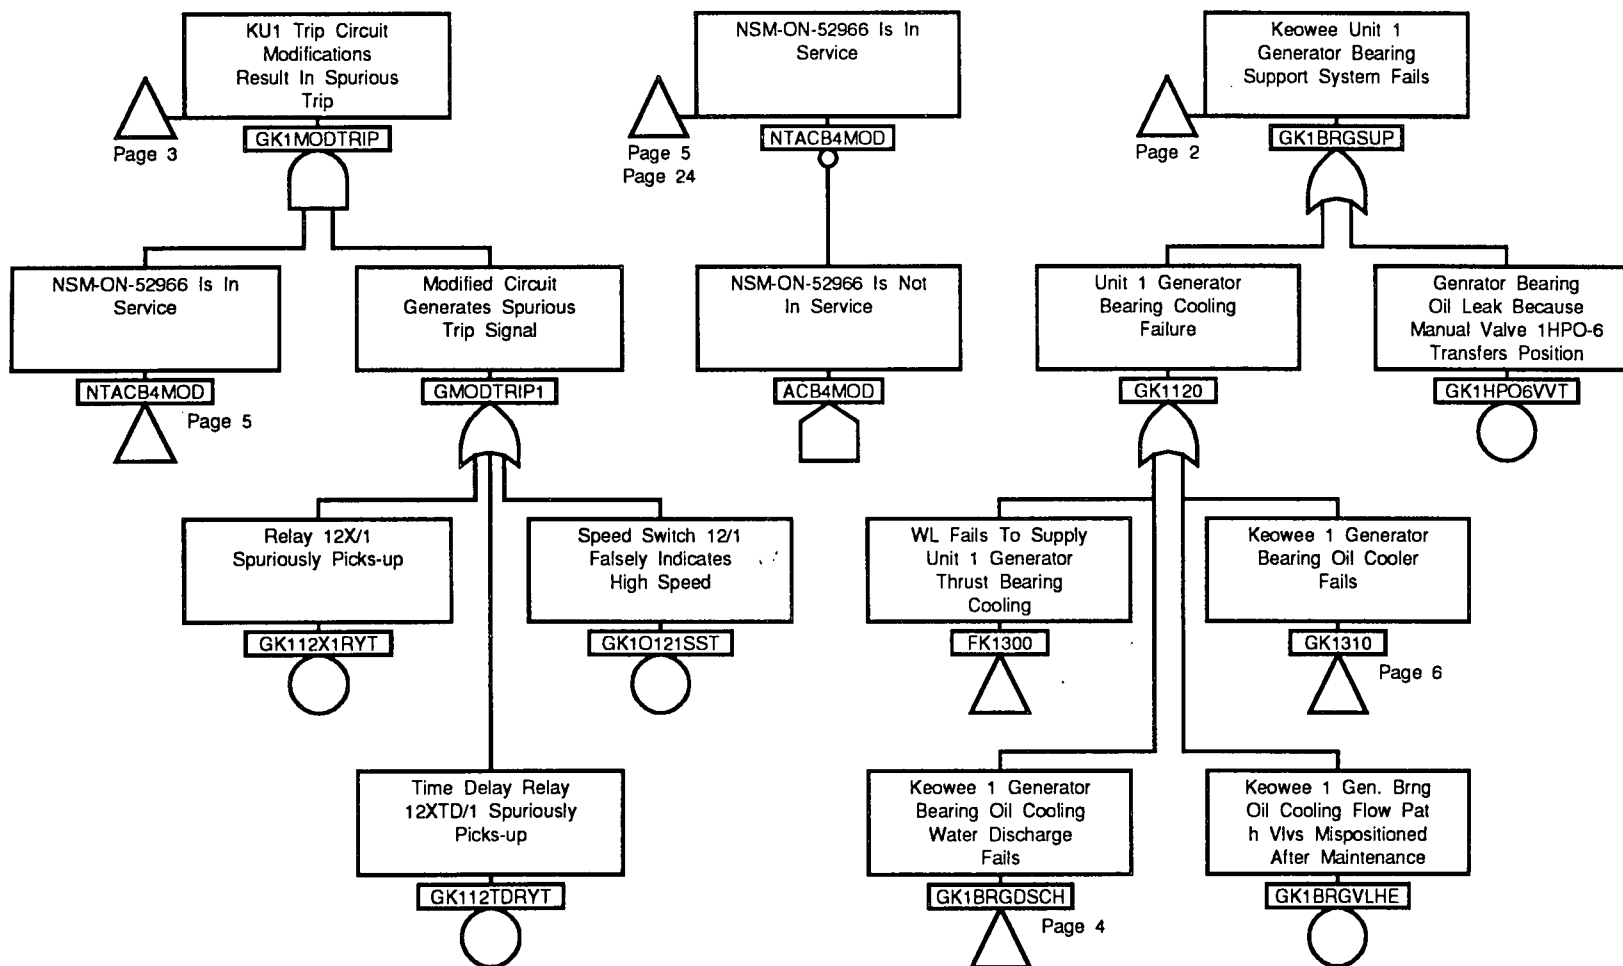 KU1 Trip Circuit
Modifications
Result In Spurious
Trip
Page 3
GK1MODTRIP
NSM-ON-52966 Is In
Service
NTACB4MOD
Page 5
Modified Circuit
Generates Spurious
Trip Signal
GMODTRIP1
Relay 12X/1
Spuriously Picks-up
GK112X1RYT
Speed Switch 12/1
Falsely Indicates
High Speed
GK1O121SST
Time Delay Relay
12XTD/1 Spuriously
Picks-up
GK112TDRYT
NSM-ON-52966 Is In
Service
Page 5
Page 24
NTACB4MOD
NSM-ON-52966 Is Not
In Service
ACB4MOD
Keowee Unit 1
Generator Bearing
Support System Fails
Page 2
GK1BRGSUP
Unit 1 Generator
Bearing Cooling
Failure
GK1120
Genrator Bearing
Oil Leak Because
Manual Valve 1HPO-6
Transfers Position
GK1HPO6VVT
WL Fails To Supply
Unit 1 Generator
Thrust Bearing
Cooling
FK1300
Keowee 1 Generator
Bearing Oil Cooler
Fails
GK1310
Page 6
Keowee 1 Generator
Bearing Oil Cooling
Water Discharge
Fails
GK1BRGDSCH
Page 4
Keowee 1 Gen. Brng
Oil Cooling Flow Pat
h Vlvs Mispositioned
After Maintenance
GK1BRGVLHE